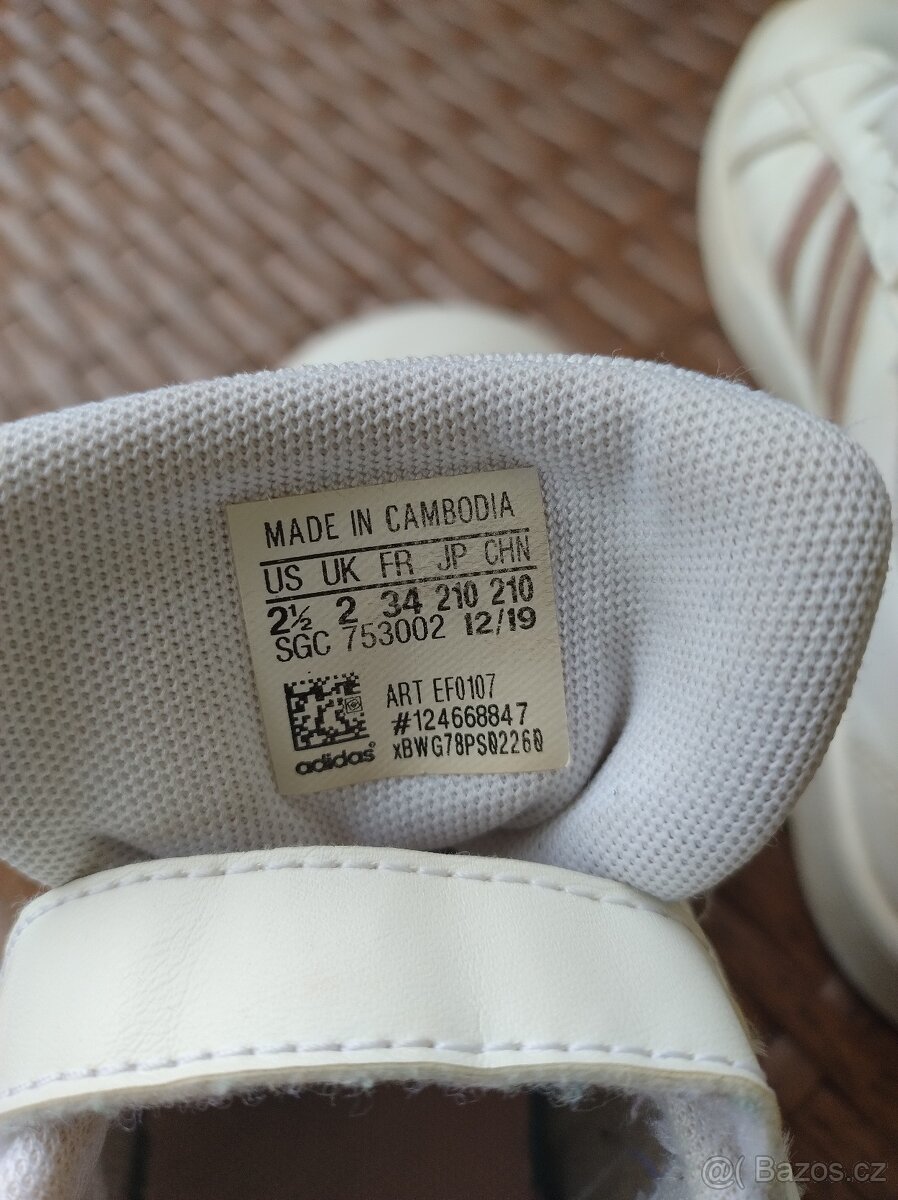 MADE IN CAMBODIA
US UK FR JP CHN
2½ 2 34 210 210
SGC 753002 12/19
ART EF0107
#124668847
xBWG78PS02260
adidas
@( Bazos.cz